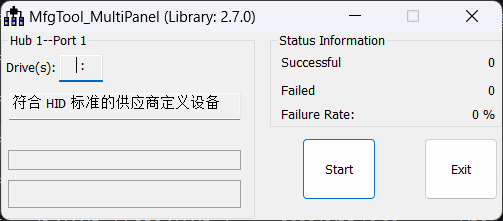 MfgTool_MultiPanel (Library: 2.7.0)
Hub 1--Port 1
Drive(s): :
符合 HID 标准的供应商定义设备
Status Information
Successful 0
Failed 0
Failure Rate: 0 %
Start
Exit